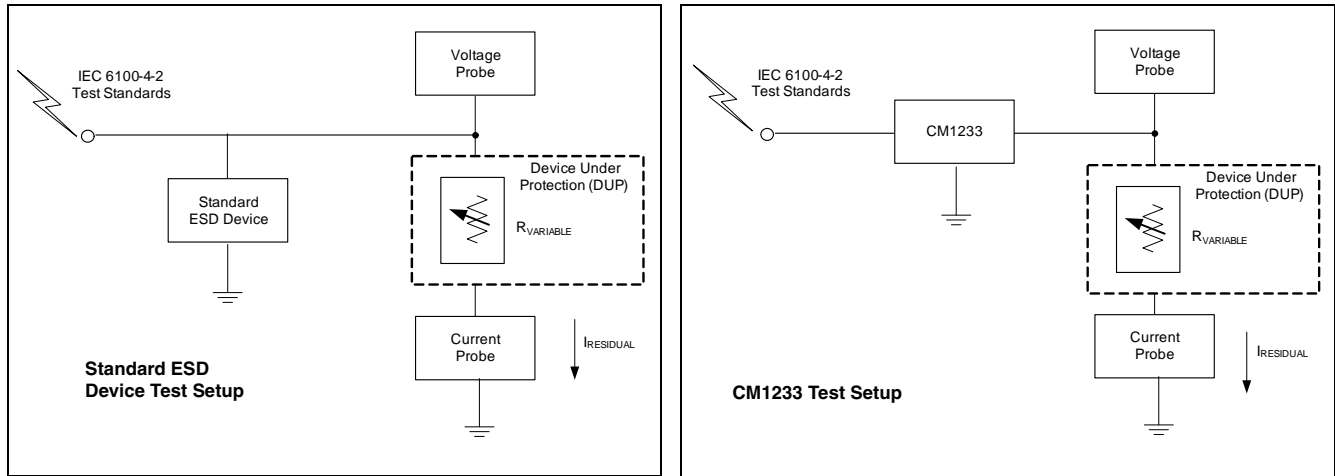 IEC 6100-4-2
Test Standards
Voltage
Probe
Standard
ESD Device
Device Under
Protection (DUP)
RVARIABLE
Current
Probe
IRESIDUAL
Standard ESD
Device Test Setup
IEC 6100-4-2
Test Standards
Voltage
Probe
CM1233
Device Under
Protection (DUP)
RVARIABLE
Current
Probe
IRESIDUAL
CM1233 Test Setup